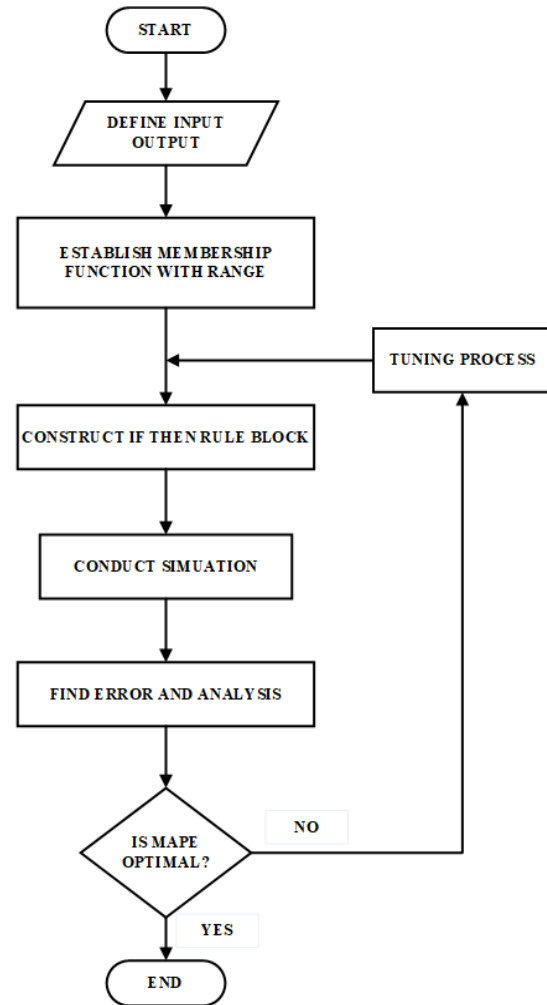 START
DEFINE INPUT
OUTPUT
ESTABLISH MEMBERSHIP
FUNCTION WITH RANGE
TUNING PROCESS
CONSTRUCT IF THEN RULE BLOCK
CONDUCT SIMUATION
FIND ERROR AND ANALYSIS
IS MAPE
OPTIMAL?
NO
YES
END